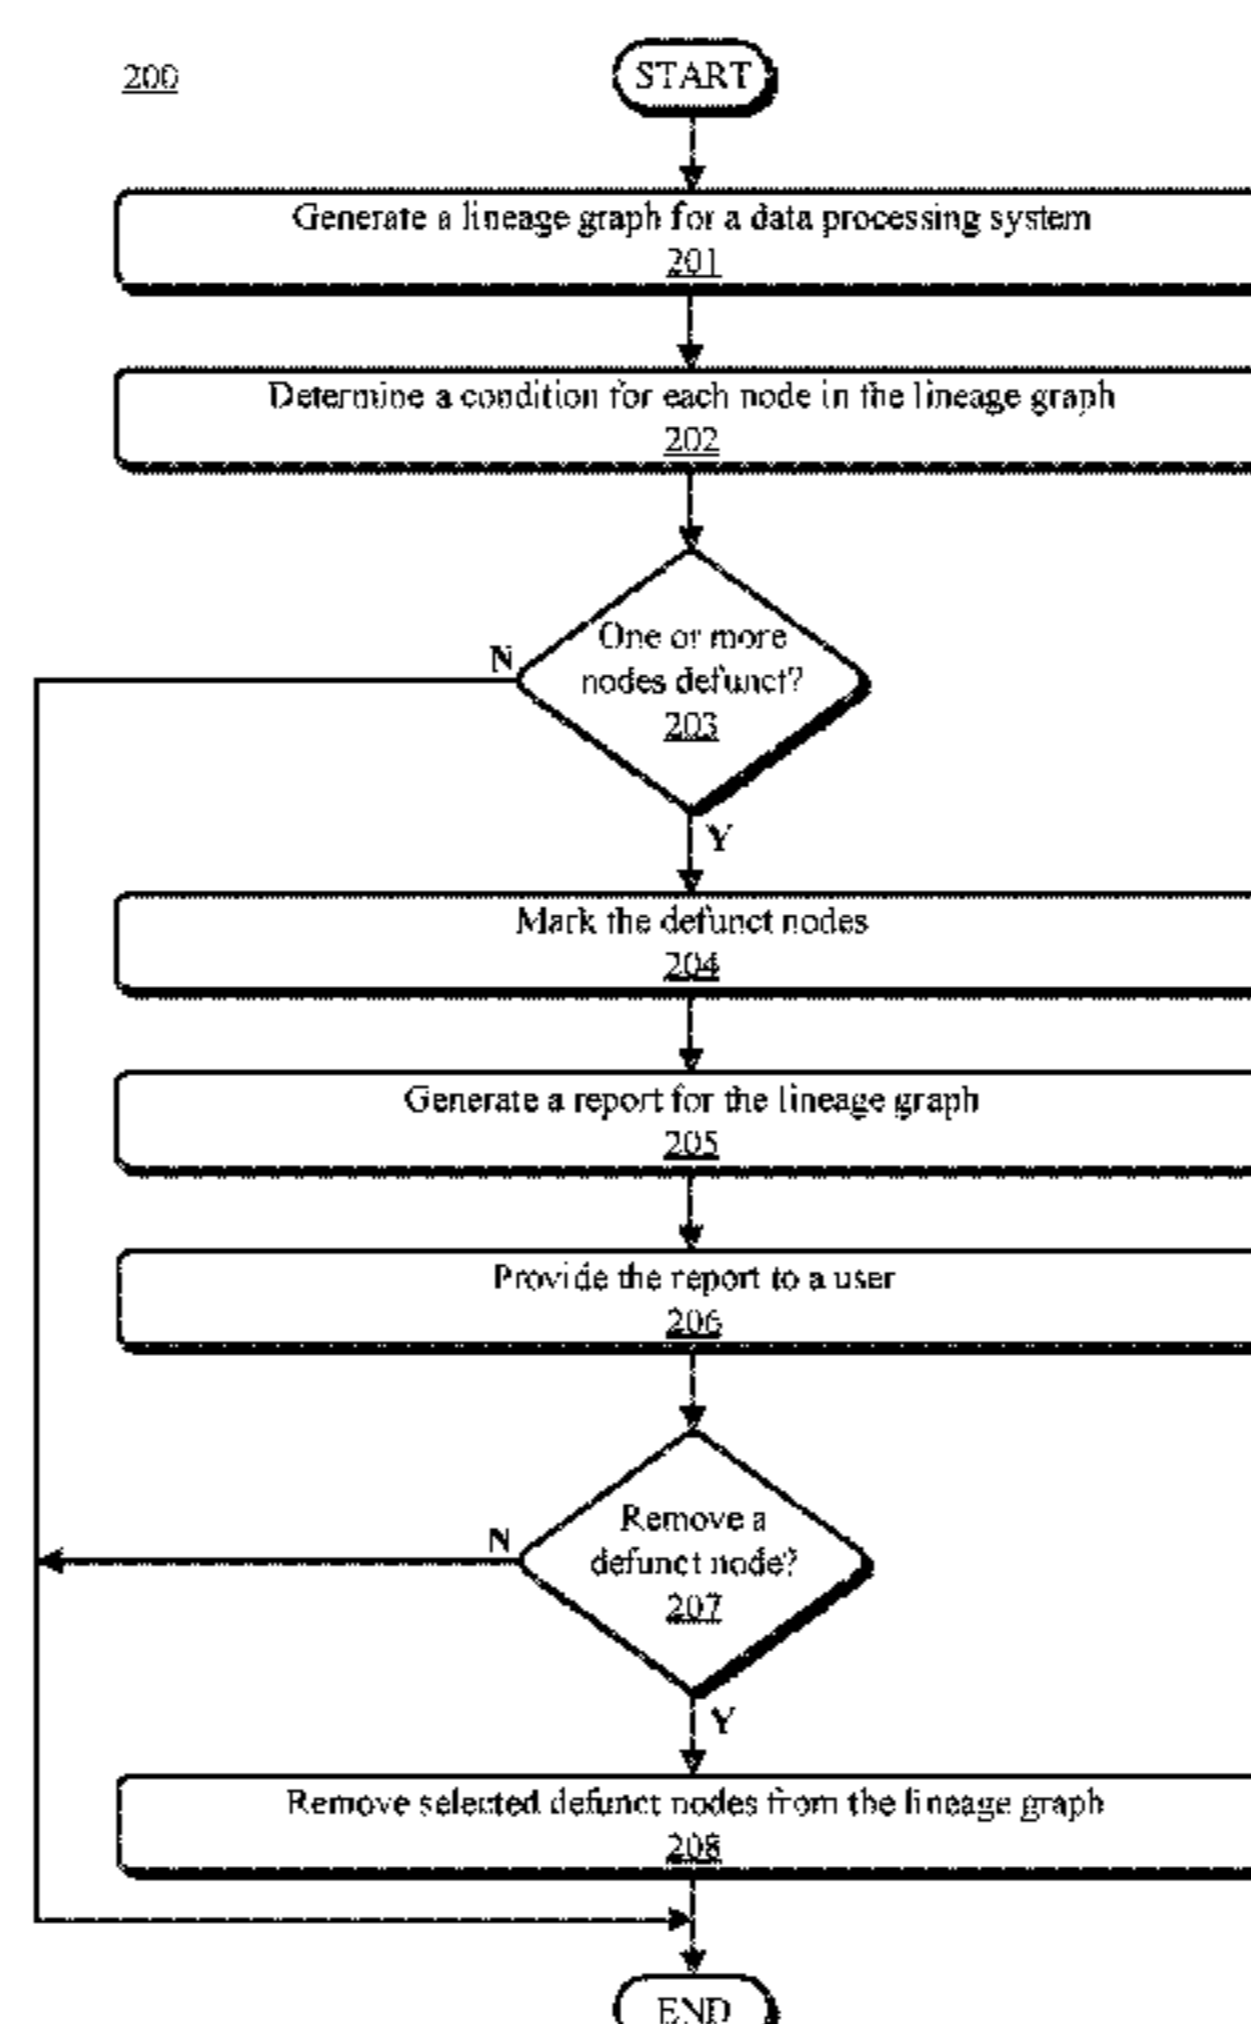 200
START
Generate a lineage graph for a data processing system
201
Determine a condition for each node in the lineage graph
202
One or more
nodes defunct?
203
N
Y
Mark the defunct nodes
204
Generate a report for the lineage graph
205
Provide the report to a user
206
Remove a
defunct node?
207
N
Y
Remove selected defunct nodes from the lineage graph
208
END